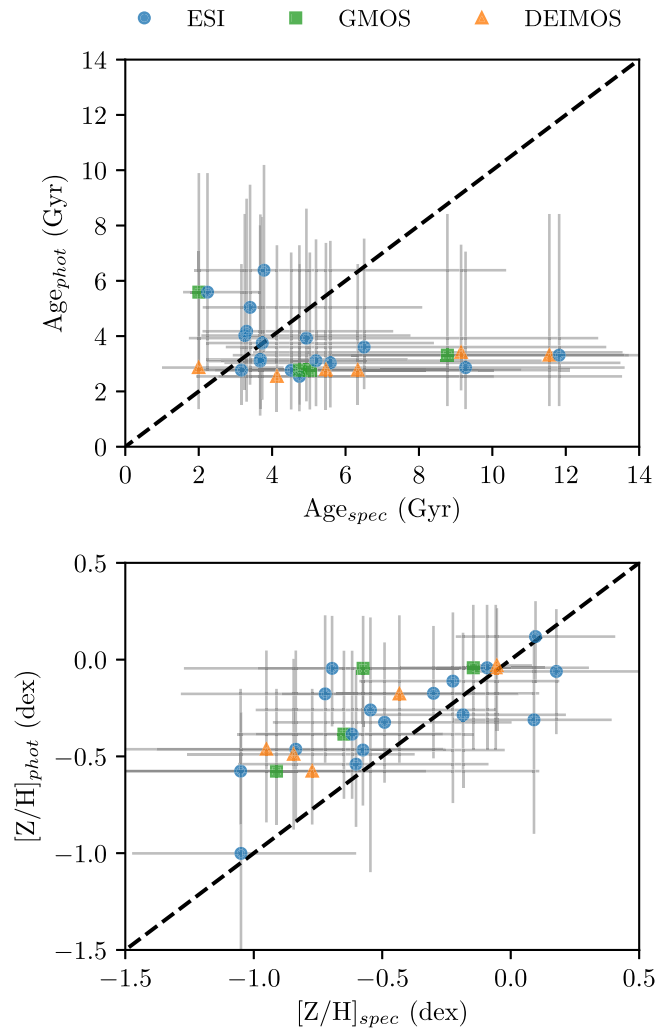 ESI GMOS DEIMOS
14
12
10
8
6
4
2
0
Age_phot (Gyr)
0 2 4 6 8 10 12 14
Age_spec (Gyr)
0.5
0.0
−0.5
−1.0
−1.5
[Z/H]_phot (dex)
−1.5 −1.0 −0.5 0.0 0.5
[Z/H]_spec (dex)